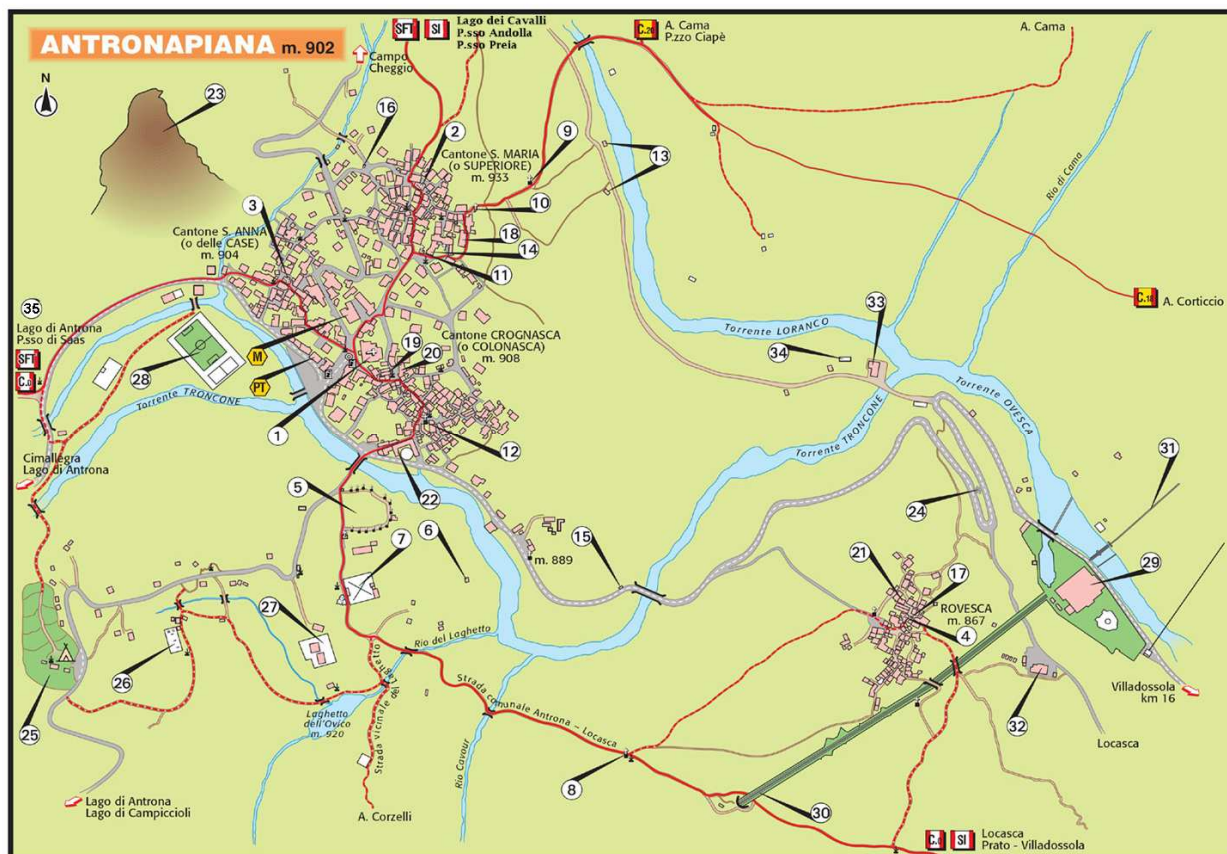 ANTRONAPIANA m. 902
N
SFT
SI
Lago dei Cavalli
P.sso Andolla
P.sso Preia
C.20
A. Cama
P.zzo Ciapè
A. Cama
Campo
Cheggio
23
16
2
9
13
Cantone S. MARIA
(o SUPERIORE)
m. 933
Rio di Cama
3
10
Cantone S. ANNA
(o delle CASE)
m. 904
18
14
11
C.18
A. Corticcio
35
Lago di Antrona
P.sso di Saas
SFT
C.0
Torrente LORANCO
33
34
Cantone CROGNASCA
(o COLONASCA)
m. 908
M
28
PT
19
20
Torrente TRONCONE
Torrente OVESCA
Torrente TRONCONE
1
12
Cimallegra
Lago di Antrona
31
5
22
24
6
7
15
m. 889
21
17
29
ROVESCA
m. 867
4
27
Rio del Laghetto
26
Strada vicinale del Laghetto
Strada comunale Antrona - Locasca
Villadossola
km 16
25
Laghetto
dell'Ovico
m. 920
Rio Cavour
32
Locasca
8
Lago di Antrona
Lago di Campiccioli
A. Corzelli
30
SI
Locasca
Prato - Villadossola